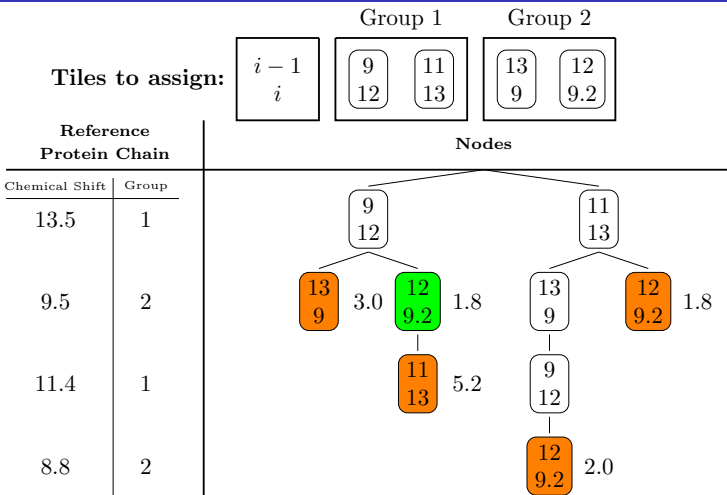 Group 1 Group 2
Tiles to assign: i − 1 9 11 13 12
i 12 13 9 9.2
Reference
Protein Chain
Nodes
Chemical Shift Group
9 11
13.5 1
12 13
13 12 13 12
9.5 2 3.0 1.8 1.8
9 9.2 9 9.2
11 9
11.4 1 5.2
13 12
12
8.8 2 2.0
9.2